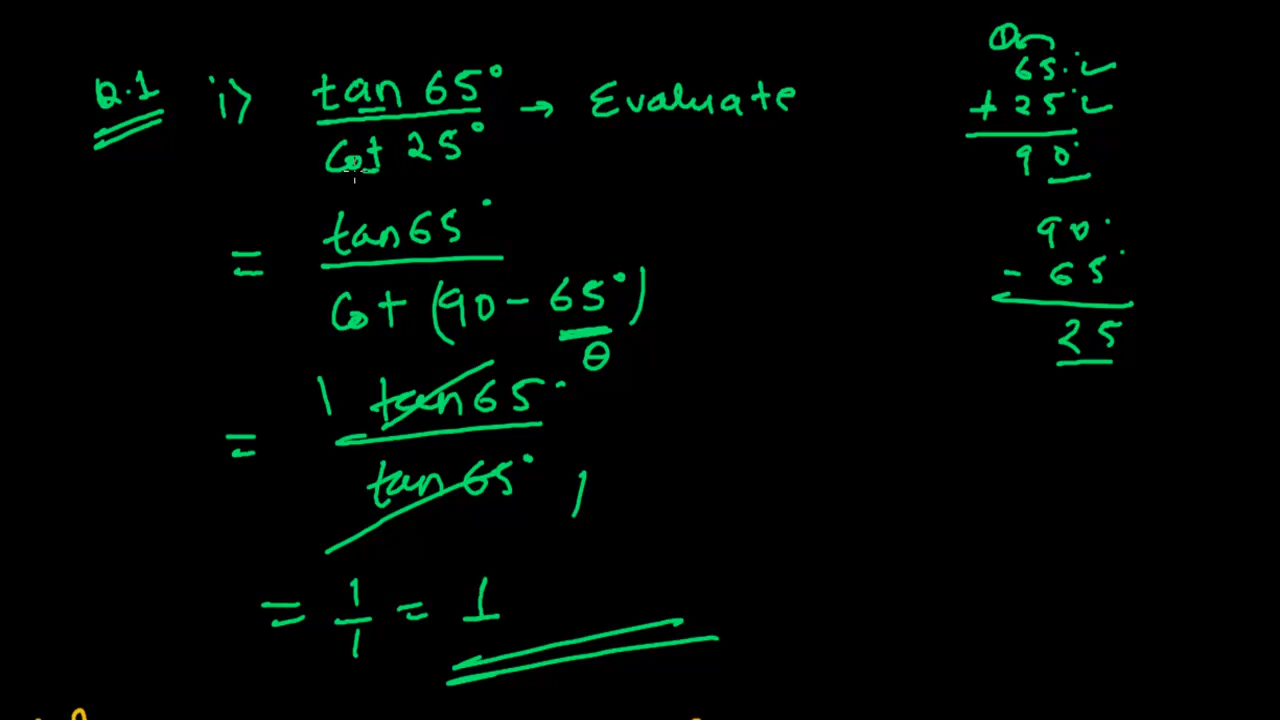 Q.1 i) tan 65°
cot 25° → Evaluate
= tan 65°
cot (90 - 65°)
θ
= 1 tan 65°
tan 65° 1
= 1/1 = 1
①
65°
+ 25°
90°
90°
- 65°
25